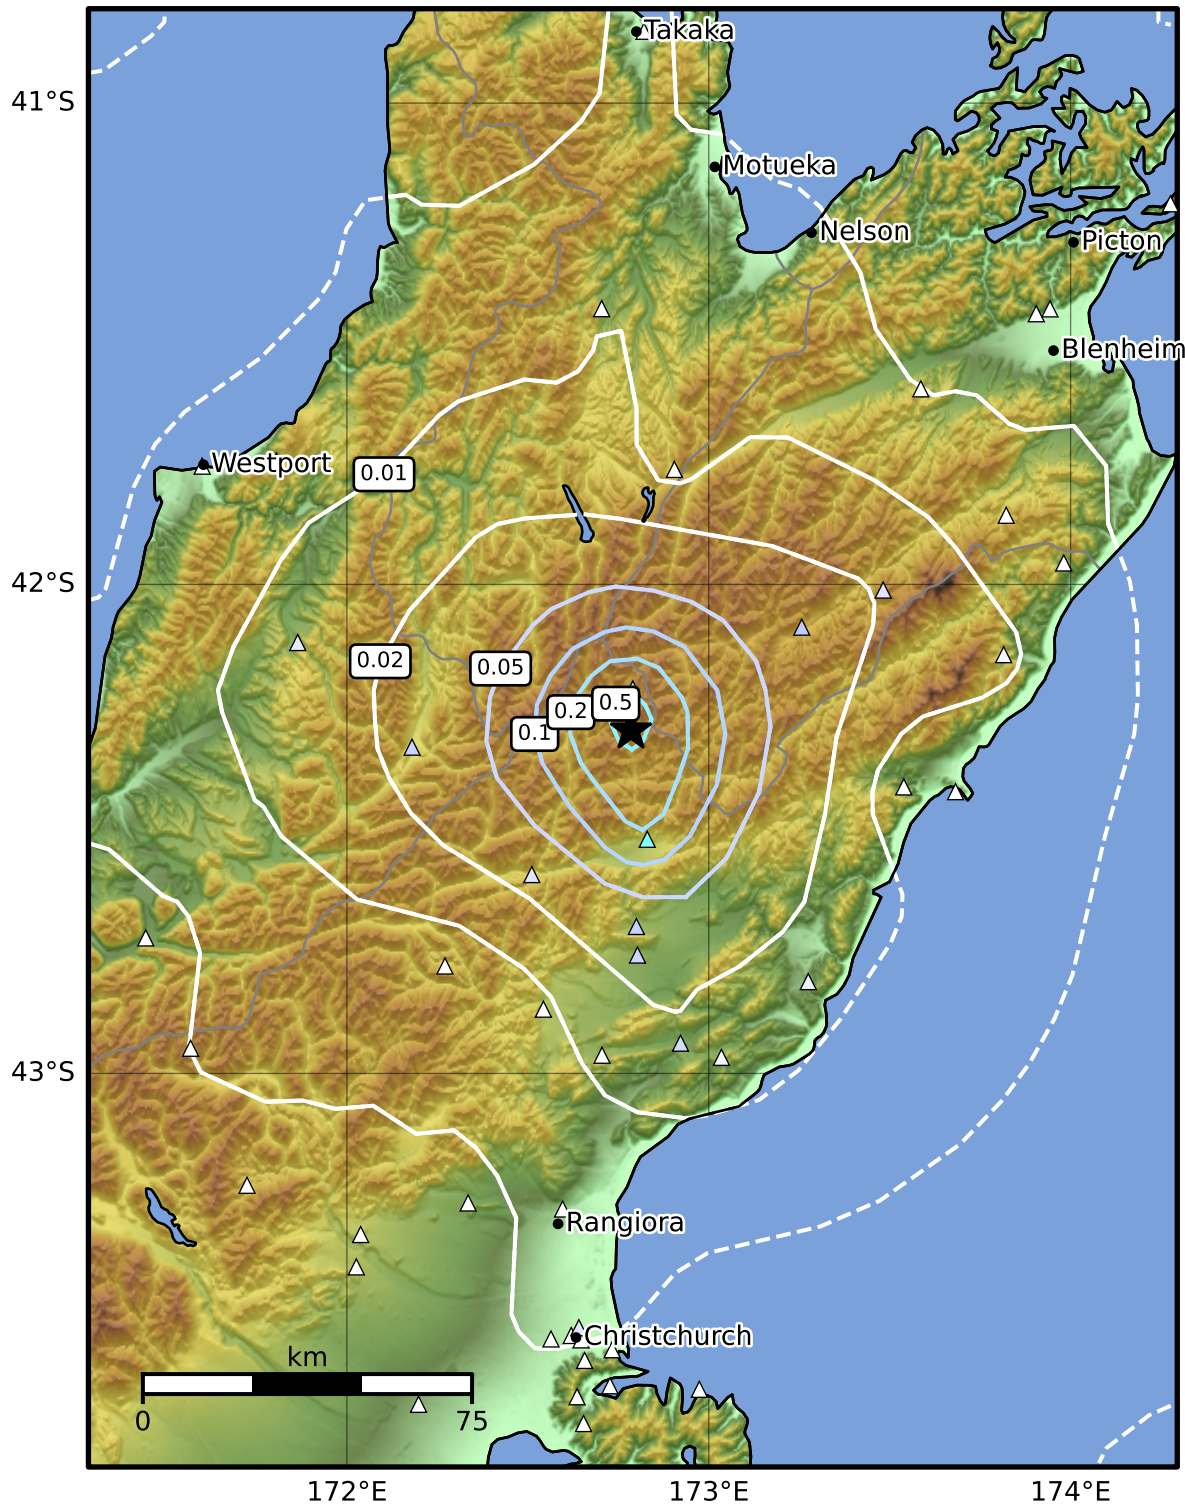 Takaka
41°S
Motueka
Nelson
Picton
Blenheim
Westport
0.01
42°S
0.02
0.05
0.5
0.2
0.1
43°S
Rangiora
Christchurch
km
0 75
172°E 173°E 174°E